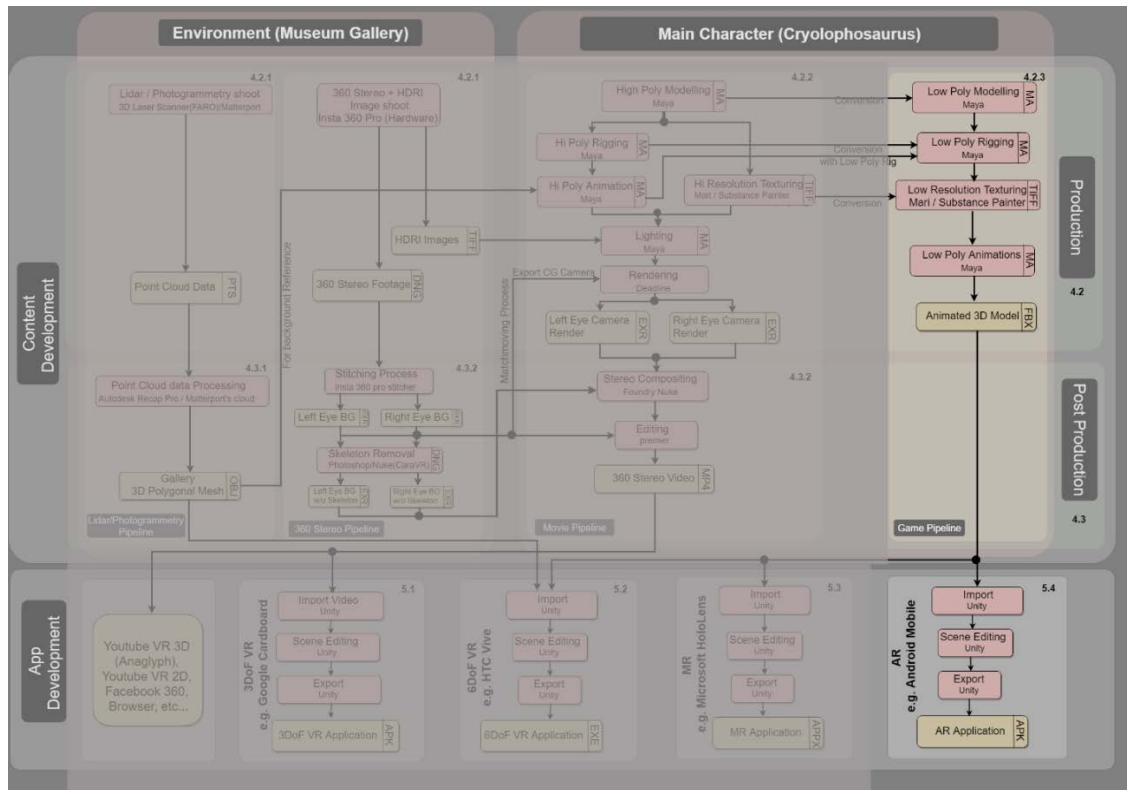 Environment (Museum Gallery)
Main Character (Cryolophosaurus)
Content
Development
4.2.1
Lidar / Photogrammetry shoot
3D Laser Scanner(FARO)/Matterport
Point Cloud Data
PTS
4.3.1
Point Cloud data Processing
Autodesk Recap Pro / Matterport's cloud
Gallery
3D Polygonal Mesh
OBJ
Lidar/Photogrammetry
Pipeline
For background Reference
4.2.1
360 Stereo + HDRI
Image shoot
Insta 360 Pro (Hardware)
HDRI Images
TIFF
360 Stereo Footage
DNG
4.3.2
Stitching Process
Insta 360 pro stitcher
Left Eye BG
Right Eye BG
Skeleton Removal
Photoshop/Nuke(CaraVR)
DNG
Left Eye BG
w/o Skeleton
Right Eye BG
w/o Skeleton
360 Stereo Pipeline
Matchmoving Process
Export CG Camera
4.2.2
High Poly Modelling
Maya
MA
Hi Poly Rigging
Maya
MA
Hi Poly Animation
Maya
MA
Hi Resolution Texturing
Mari / Substance Painter
TIFF
Lighting
Maya
MA
Rendering
Deadline
Left Eye Camera
Render
EXR
Right Eye Camera
Render
EXR
4.3.2
Stereo Compositing
Foundry Nuke
Editing
premier
360 Stereo Video
MP4
Movie Pipeline
Conversion
Conversion
with Low Poly Rig
Conversion
4.2.3
Low Poly Modelling
Maya
MA
Low Poly Rigging
Maya
MA
Low Resolution Texturing
Mari / Substance Painter
TIFF
Low Poly Animations
Maya
MA
Animated 3D Model
FBX
Game Pipeline
Production
4.2
Post Production
4.3
App
Development
Youtube VR 3D
(Anaglyph),
Youtube VR 2D,
Facebook 360,
Browser, etc...
3DoF VR
e.g. Google Cardboard
5.1
Import Video
Unity
Scene Editing
Unity
Export
Unity
3DoF VR Application
APK
6DoF VR
e.g. HTC Vive
5.2
Import
Unity
Scene Editing
Unity
Export
Unity
6DoF VR Application
EXE
MR
e.g. Microsoft HoloLens
5.3
Import
Unity
Scene Editing
Unity
Export
Unity
MR Application
APPX
AR
e.g. Android Mobile
5.4
Import
Unity
Scene Editing
Unity
Export
Unity
AR Application
APK